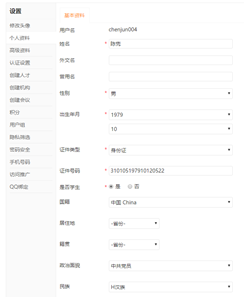 设置
修改头像
个人资料
高级资料
认证设置
创建人才
创建机构
创建会议
积分
用户组
隐私筛选
密码安全
手机号码
访问推广
QQ绑定
基本资料
用户名 chenjun004
姓名 * 陈亮
外文名
曾用名
性别 * 男
出生年月 * 1979
10
证件类型 * 身份证
证件号码 * 310105197910120522
是否学生 * 是 否
国籍 中国 China
居住地 -省份-
籍贯 -省份-
政治面貌 中共党员
民族 H汉族